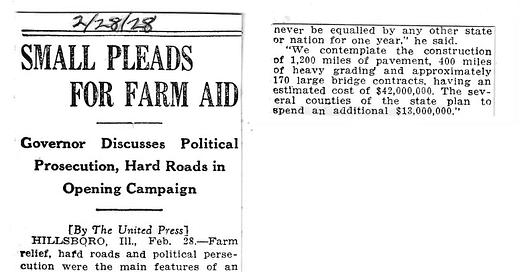 2/28/28
SMALL PLEADS
FOR FARM AID
Governor Discusses Political
Prosecution, Hard Roads in
Opening Campaign
[By The United Press]
HILLSBORO, Ill., Feb. 28.—Farm
relief, hard roads and political perse-
cution were the main features of an
never be equalled by any other state
or nation for one year," he said.
"We contemplate the construction
of 1,200 miles of pavement, 400 miles
of heavy grading and approximately
170 large bridge contracts, having an
estimated cost of $42,000,000. The sev-
eral counties of the state plan to
spend an additional $13,000,000."